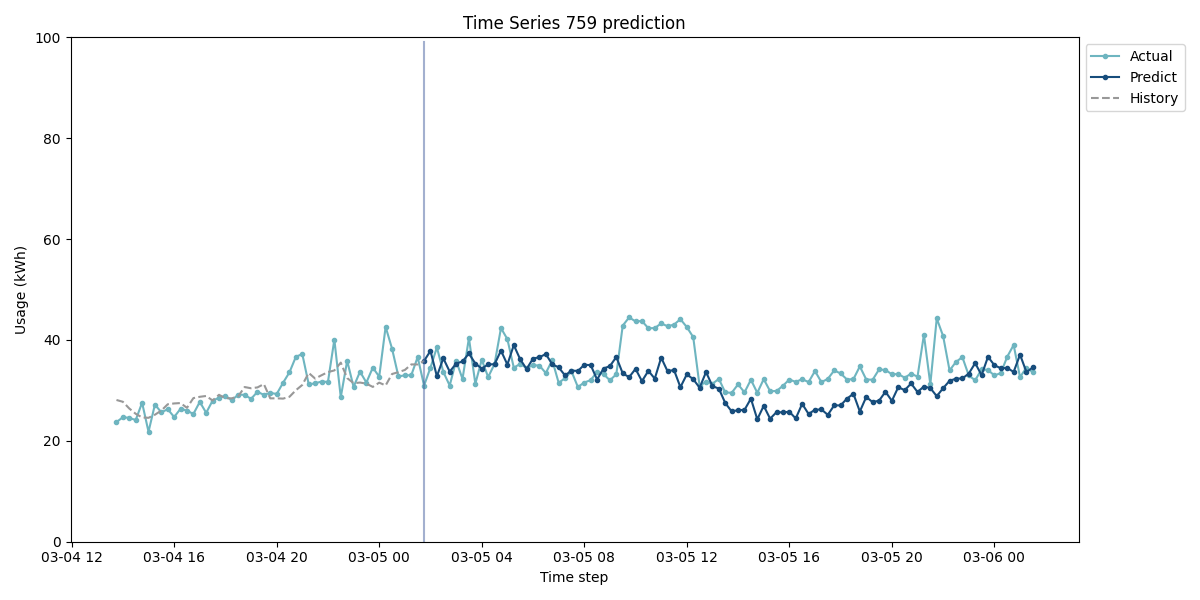 Time Series 759 prediction
100
80
60
40
20
0
Usage (kWh)
03-04 12 03-04 16 03-04 20 03-05 00 03-05 04 03-05 08 03-05 12 03-05 16 03-05 20 03-06 00
Time step
Actual
Predict
History